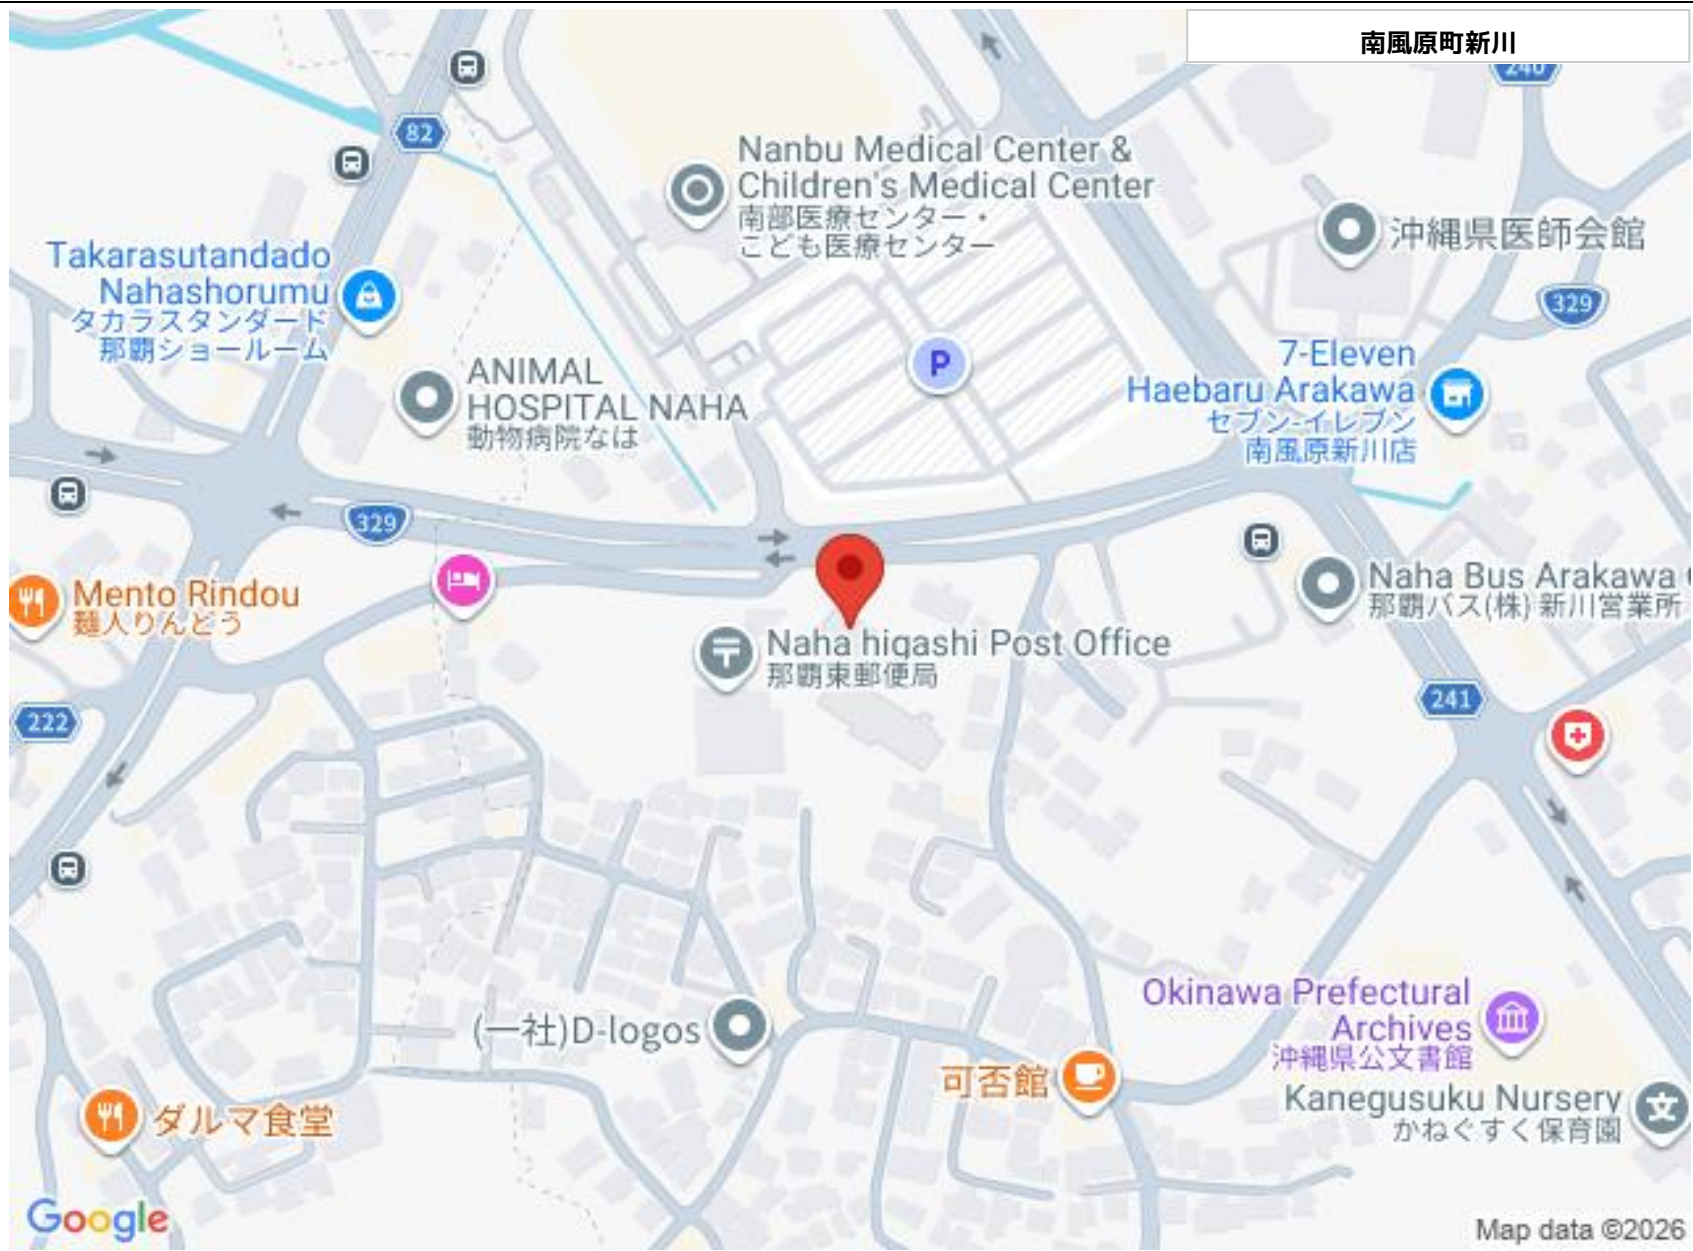 南風原町新川
240
82
Nanbu Medical Center &
Children's Medical Center
南部医療センター・
こども医療センター
沖縄県医師会館
Takarasutandado
Nahashorumu
タカラスタンダード
那覇ショールーム
329
7-Eleven
Haebaru Arakawa
セブン-イレブン
南風原新川店
P
ANIMAL
HOSPITAL NAHA
動物病院なは
329
Mento Rindou
麺人りんどう
Naha Bus Arakawa
那覇バス(株) 新川営業所
Naha higashi Post Office
那覇東郵便局
241
222
Okinawa Prefectural
Archives
沖縄県公文書館
(一社)D-logos
可否館
Kanegusuku Nursery
かねぐすく保育園
ダルマ食堂
Google
Map data ©2026